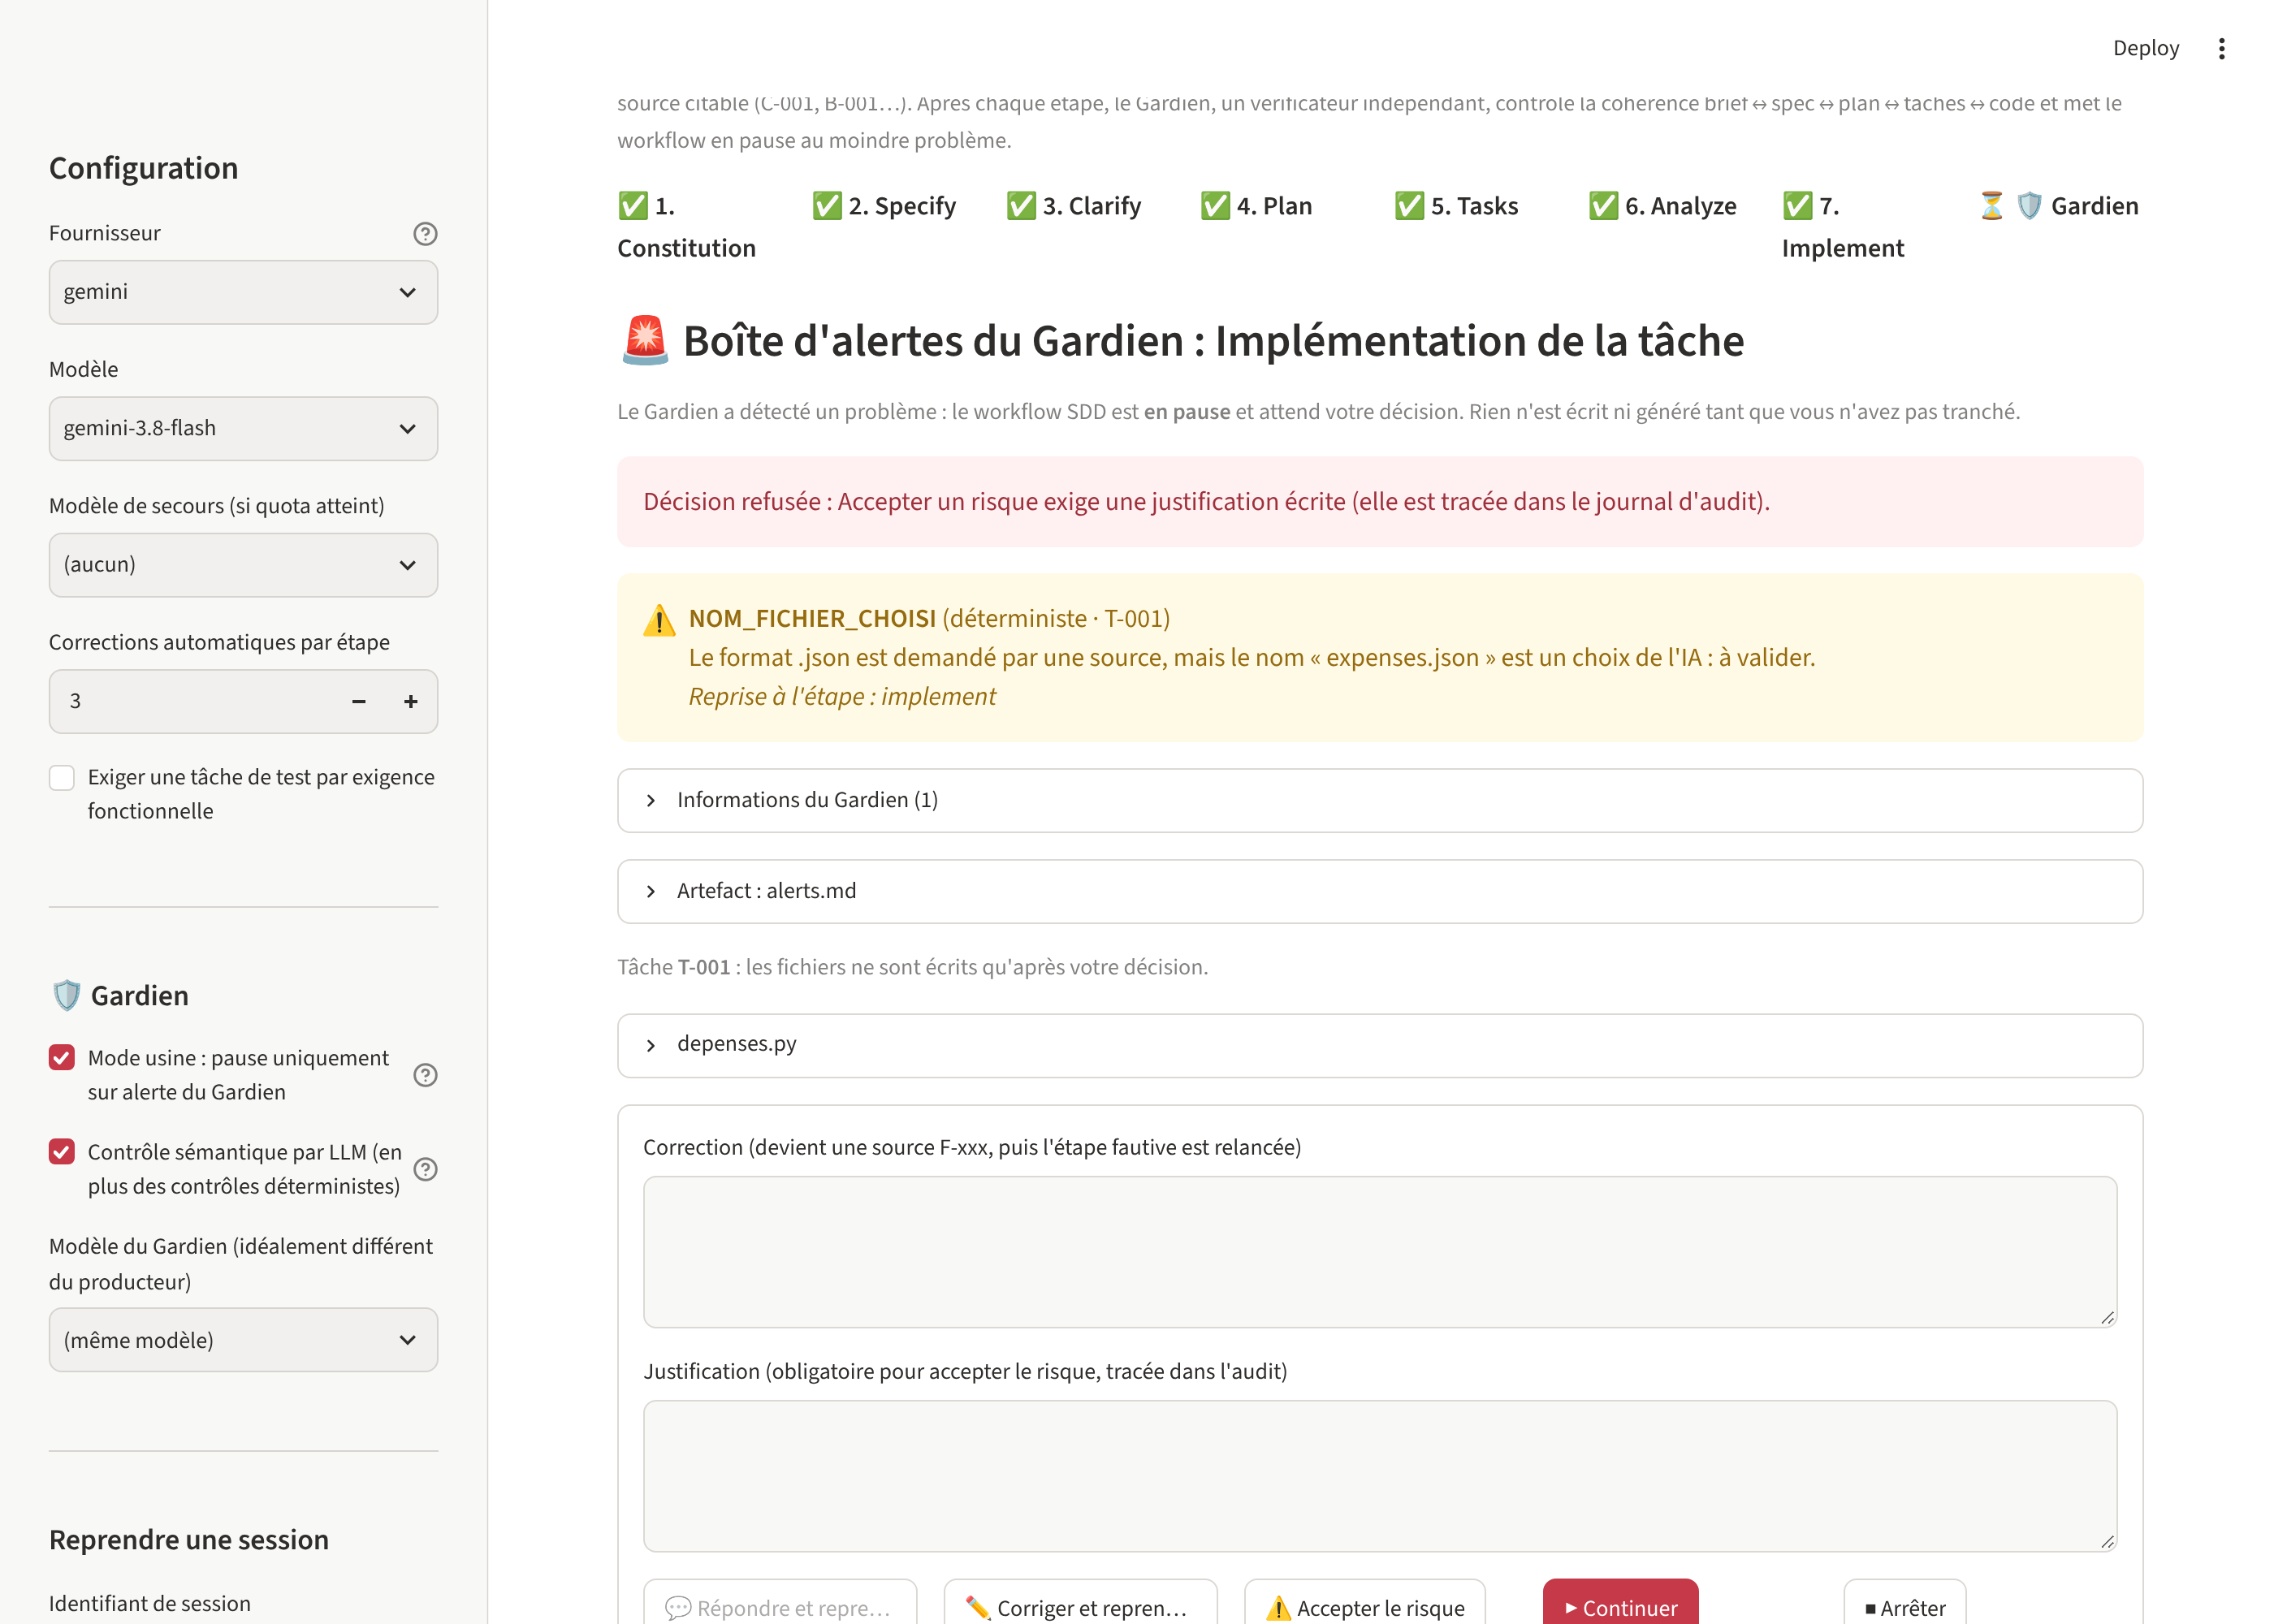 Deploy
Configuration
Fournisseur
gemini
Modèle
gemini-3.8-flash
Modèle de secours (si quota atteint)
(aucun)
Corrections automatiques par étape
3
Exiger une tâche de test par exigence
fonctionnelle
🛡️ Gardien
Mode usine : pause uniquement
sur alerte du Gardien
Contrôle sémantique par LLM (en
plus des contrôles déterministes)
Modèle du Gardien (idéalement différent
du producteur)
(même modèle)
Reprendre une session
Identifiant de session
source citable (C-001, B-001…). Après chaque étape, le Gardien, un vérificateur indépendant, contrôle la cohérence brief ↔ spec ↔ plan ↔ tâches ↔ code et met le
workflow en pause au moindre problème.
✅ 1.
Constitution
✅ 2. Specify
✅ 3. Clarify
✅ 4. Plan
✅ 5. Tasks
✅ 6. Analyze
✅ 7.
Implement
⏳ 🛡️ Gardien
🚨 Boîte d'alertes du Gardien : Implémentation de la tâche
Le Gardien a détecté un problème : le workflow SDD est en pause et attend votre décision. Rien n'est écrit ni généré tant que vous n'avez pas tranché.
Décision refusée : Accepter un risque exige une justification écrite (elle est tracée dans le journal d'audit).
⚠️ NOM_FICHIER_CHOISI (déterministe · T-001)
Le format .json est demandé par une source, mais le nom « expenses.json » est un choix de l'IA : à valider.
Reprise à l'étape : implement
Informations du Gardien (1)
Artefact : alerts.md
Tâche T-001 : les fichiers ne sont écrits qu'après votre décision.
depenses.py
Correction (devient une source F-xxx, puis l'étape fautive est relancée)
Justification (obligatoire pour accepter le risque, tracée dans l'audit)
💬 Répondre et repre…
✏️ Corriger et repren…
⚠️ Accepter le risque
▶ Continuer
■ Arrêter